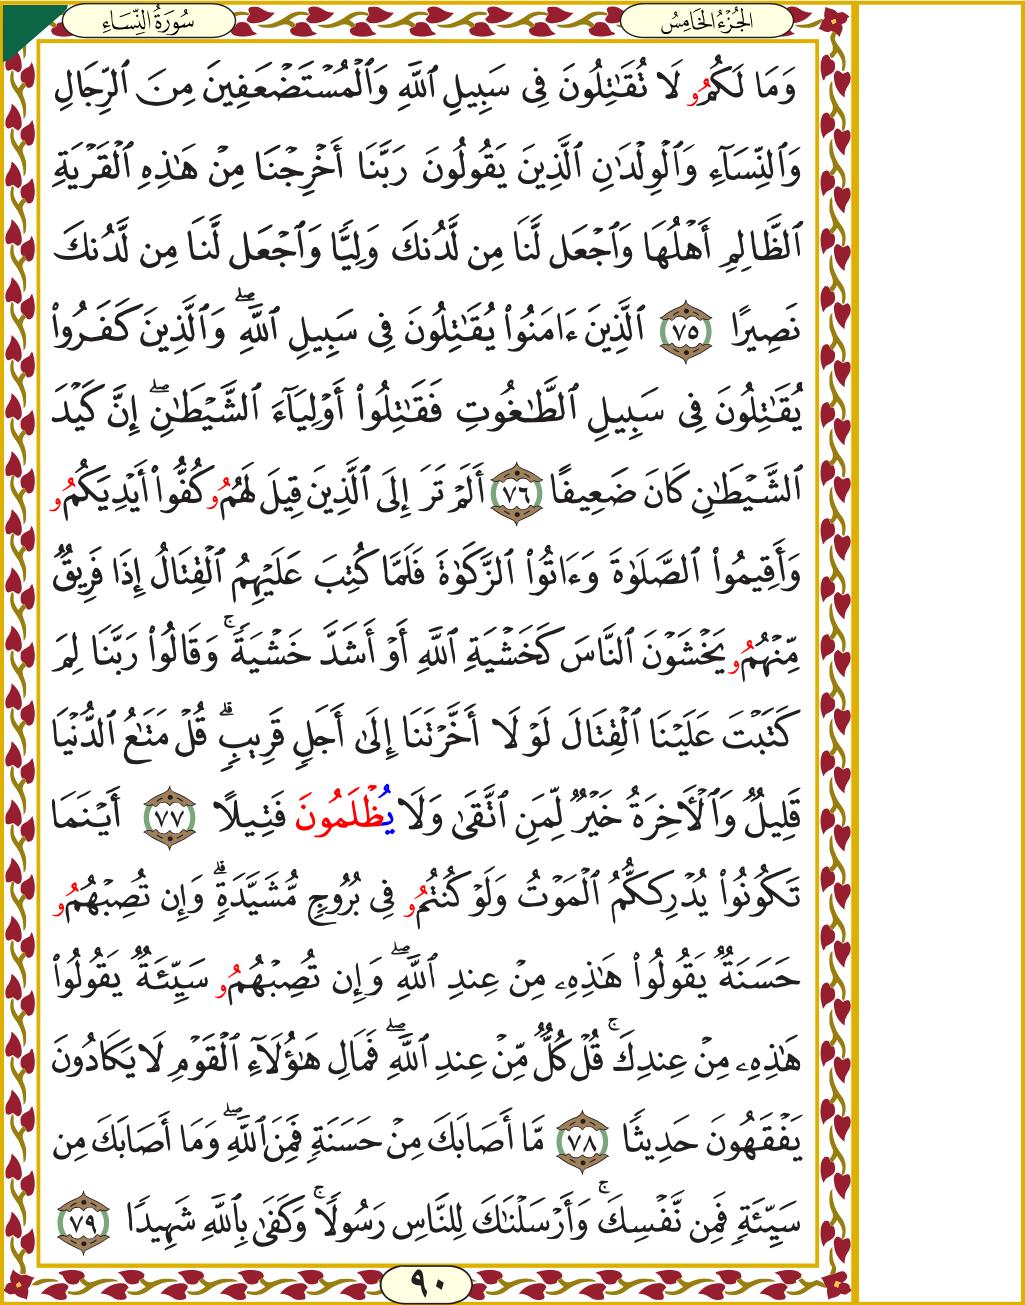 الجُزْءُ الخَامِسُ
سُورَةُ النِّسَاءِ
وَمَا لَكُمُو لَا تُقَـٰتِلُونَ فِى سَبِيلِ ٱللَّهِ وَٱلْمُسْتَضْعَفِينَ مِنَ ٱلرِّجَالِ
وَٱلنِّسَآءِ وَٱلْوِلْدَٰنِ ٱلَّذِينَ يَقُولُونَ رَبَّنَا أَخْرِجْنَا مِنْ هَـٰذِهِ ٱلْقَرْيَةِ
ٱلظَّالِمِ أَهْلُهَا وَٱجْعَل لَّنَا مِن لَّدُنكَ وَلِيًّا وَٱجْعَل لَّنَا مِن لَّدُنكَ
نَصِيرًا ٧٥ ٱلَّذِينَ ءَامَنُوا۟ يُقَـٰتِلُونَ فِى سَبِيلِ ٱللَّهِ ۖ وَٱلَّذِينَ كَفَرُوا۟
يُقَـٰتِلُونَ فِى سَبِيلِ ٱلطَّـٰغُوتِ فَقَـٰتِلُوا۟ أَوْلِيَآءَ ٱلشَّيْطَـٰنِ ۖ إِنَّ كَيْدَ
ٱلشَّيْطَـٰنِ كَانَ ضَعِيفًا ٧٦ أَلَمْ تَرَ إِلَى ٱلَّذِينَ قِيلَ لَهُمُو كُفُّوا۟ أَيْدِيَكُمُو
وَأَقِيمُوا۟ ٱلصَّلَوٰةَ وَءَاتُوا۟ ٱلزَّكَوٰةَ فَلَمَّا كُتِبَ عَلَيْهِمُ ٱلْقِتَالُ إِذَا فَرِيقٌ
مِّنْهُمُو يَخْشَوْنَ ٱلنَّاسَ كَخَشْيَةِ ٱللَّهِ أَوْ أَشَدَّ خَشْيَةً ۚ وَقَالُوا۟ رَبَّنَا لِمَ
كَتَبْتَ عَلَيْنَا ٱلْقِتَالَ لَوْلَا أَخَّرْتَنَا إِلَىٰ أَجَلٍ قَرِيبٍ ۗ قُلْ مَتَـٰعُ ٱلدُّنْيَا
قَلِيلٌ وَٱلْـَٔاخِرَةُ خَيْرٌ لِّمَنِ ٱتَّقَىٰ وَلَا يُظْلَمُونَ فَتِيلًا ٧٧ أَيْنَمَا
تَكُونُوا۟ يُدْرِككُّمُ ٱلْمَوْتُ وَلَوْ كُنتُمُو فِى بُرُوجٍ مُّشَيَّدَةٍ ۗ وَإِن تُصِبْهُمُو
حَسَنَةٌ يَقُولُوا۟ هَـٰذِهِۦ مِنْ عِندِ ٱللَّهِ ۖ وَإِن تُصِبْهُمُو سَيِّئَةٌ يَقُولُوا۟
هَـٰذِهِۦ مِنْ عِندِكَ ۚ قُلْ كُلٌّ مِّنْ عِندِ ٱللَّهِ ۖ فَمَالِ هَـٰؤُلَآءِ ٱلْقَوْمِ لَا يَكَادُونَ
يَفْقَهُونَ حَدِيثًا ٧٨ مَّا أَصَابَكَ مِنْ حَسَنَةٍ فَمِنَ ٱللَّهِ ۖ وَمَا أَصَابَكَ مِن
سَيِّئَةٍ فَمِن نَّفْسِكَ ۚ وَأَرْسَلْنَـٰكَ لِلنَّاسِ رَسُولًا ۚ وَكَفَىٰ بِٱللَّهِ شَهِيدًا ٧٩
٩٠